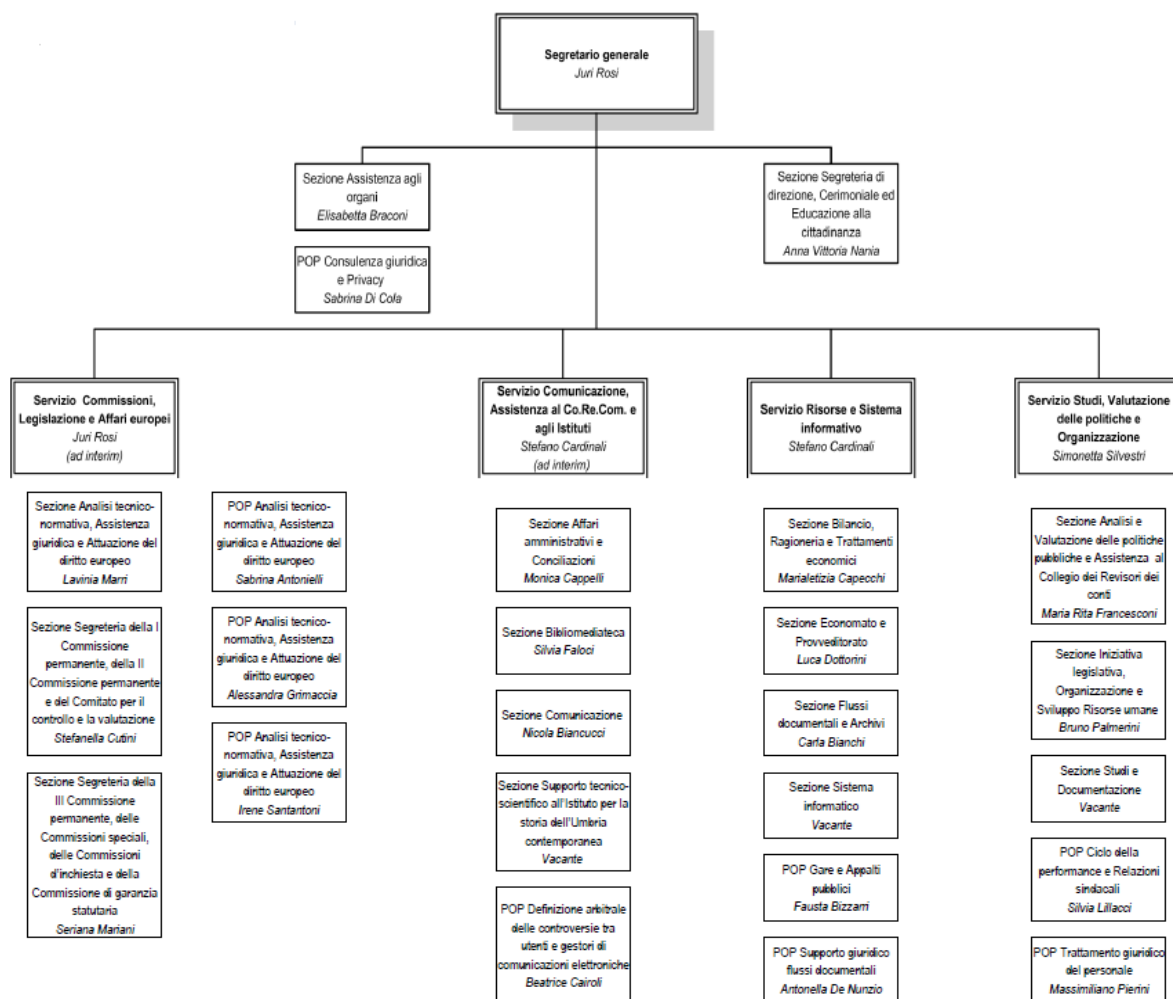 Segretario generale
Juri Rosi
Sezione Assistenza agli
organi
Elisabetta Braconi
Sezione Segreteria di
direzione, Cerimoniale ed
Educazione alla
cittadinanza
Anna Vittoria Nania
POP Consulenza giuridica
e Privacy
Sabrina Di Cola
Servizio Commissioni,
Legislazione e Affari europei
Juri Rosi
(ad interim)
Servizio Comunicazione,
Assistenza al Co.Re.Com. e
agli Istituti
Stefano Cardinali
(ad interim)
Servizio Risorse e Sistema
informativo
Stefano Cardinali
Servizio Studi, Valutazione
delle politiche e
Organizzazione
Simonetta Silvestri
Sezione Analisi tecnico-
normativa, Assistenza
giuridica e Attuazione del
diritto europeo
Lavinia Marri
Sezione Segreteria della I
Commissione
permanente, della II
Commissione permanente
e del Comitato per il
controllo e la valutazione
Stefanella Cutini
Sezione Segreteria della
III Commissione
permanente, delle
Commissioni speciali,
delle Commissioni
d'inchiesta e della
Commissione di garanzia
statutaria
Seriana Mariani
POP Analisi tecnico-
normativa, Assistenza
giuridica e Attuazione del
diritto europeo
Sabrina Antonielli
POP Analisi tecnico-
normativa, Assistenza
giuridica e Attuazione del
diritto europeo
Alessandra Grimaccia
POP Analisi tecnico-
normativa, Assistenza
giuridica e Attuazione del
diritto europeo
Irene Santantoni
Sezione Affari
amministrativi e
Conciliazioni
Monica Cappelli
Sezione Bibliomediateca
Silvia Faloci
Sezione Comunicazione
Nicola Biancucci
Sezione Supporto tecnico-
scientifico all'Istituto per la
storia dell'Umbria
contemporanea
Vacante
POP Definizione arbitrale
delle controversie tra
utenti e gestori di
comunicazioni elettroniche
Beatrice Cairoli
Sezione Bilancio,
Ragioneria e Trattamenti
economici
Marialetizia Capecchi
Sezione Economato e
Provveditorato
Luca Dottorini
Sezione Flussi
documentali e Archivi
Carla Bianchi
Sezione Sistema
informatico
Vacante
POP Gare e Appalti
pubblici
Fausta Bizzarri
POP Supporto giuridico
flussi documentali
Antonella De Nunzio
Sezione Analisi e
Valutazione delle politiche
pubbliche e Assistenza al
Collegio dei Revisori dei
conti
Maria Rita Francesconi
Sezione Iniziativa
legislativa,
Organizzazione e
Sviluppo Risorse umane
Bruno Palmerini
Sezione Studi e
Documentazione
Vacante
POP Ciclo della
performance e Relazioni
sindacali
Silvia Lillacci
POP Trattamento giuridico
del personale
Massimiliano Pierini